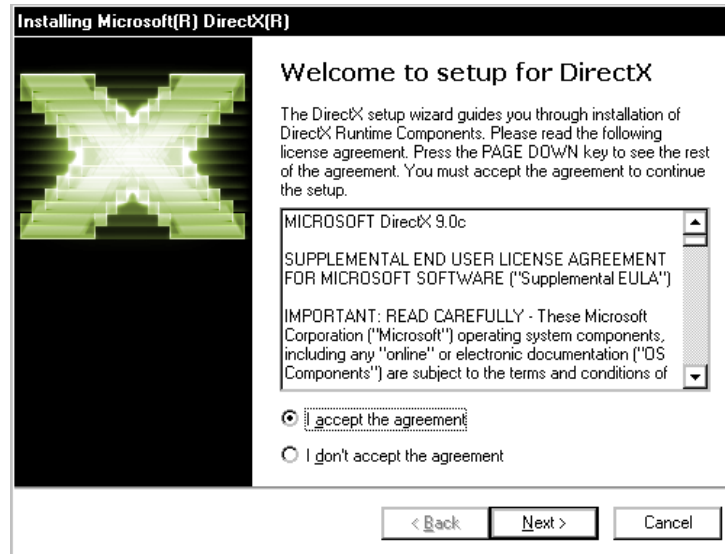 Installing Microsoft(R) DirectX(R)
Welcome to setup for DirectX
The DirectX setup wizard guides you through installation of
DirectX Runtime Components. Please read the following
license agreement. Press the PAGE DOWN key to see the rest
of the agreement. You must accept the agreement to continue
the setup.
MICROSOFT DirectX 9.0c
SUPPLEMENTAL END USER LICENSE AGREEMENT
FOR MICROSOFT SOFTWARE ("Supplemental EULA")
IMPORTANT: READ CAREFULLY - These Microsoft
Corporation ("Microsoft") operating system components,
including any "online" or electronic documentation ("OS
Components") are subject to the terms and conditions of
I accept the agreement
I don't accept the agreement
< Back Next > Cancel